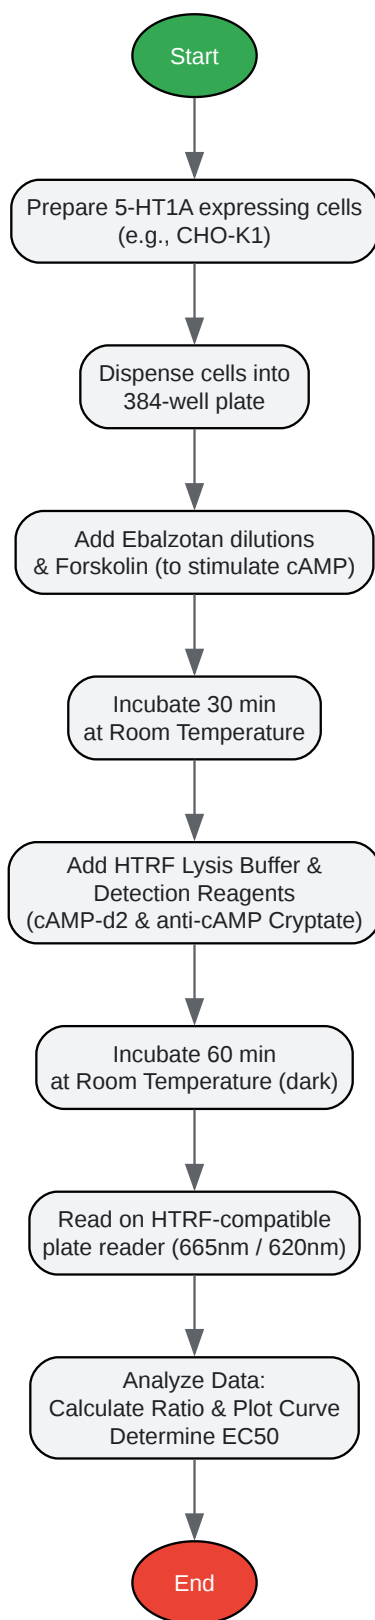 Start
Prepare 5-HT1A expressing cells
(e.g., CHO-K1)
Dispense cells into
384-well plate
Add Ebalzotan dilutions
& Forskolin (to stimulate cAMP)
Incubate 30 min
at Room Temperature
Add HTRF Lysis Buffer &
Detection Reagents
(cAMP-d2 & anti-cAMP Cryptate)
Incubate 60 min
at Room Temperature (dark)
Read on HTRF-compatible
plate reader (665nm / 620nm)
Analyze Data:
Calculate Ratio & Plot Curve
Determine EC50
End